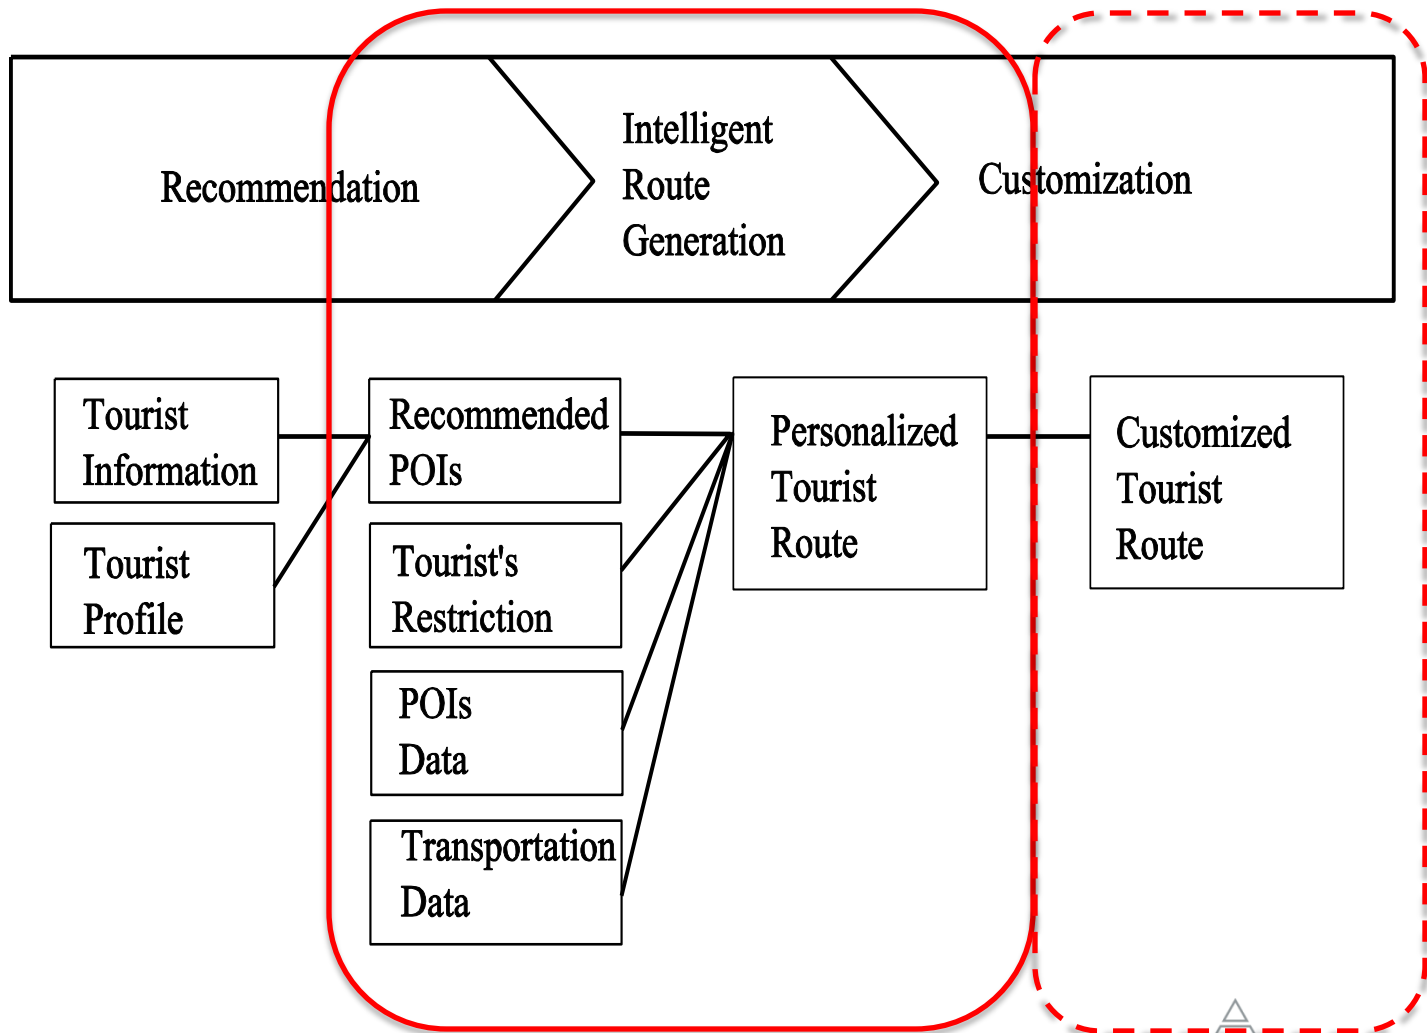 Recommendation
Intelligent
Route
Generation
Customization
Tourist
Information
Tourist
Profile
Recommended
POIs
Tourist's
Restriction
POIs
Data
Transportation
Data
Personalized
Tourist
Route
Customized
Tourist
Route